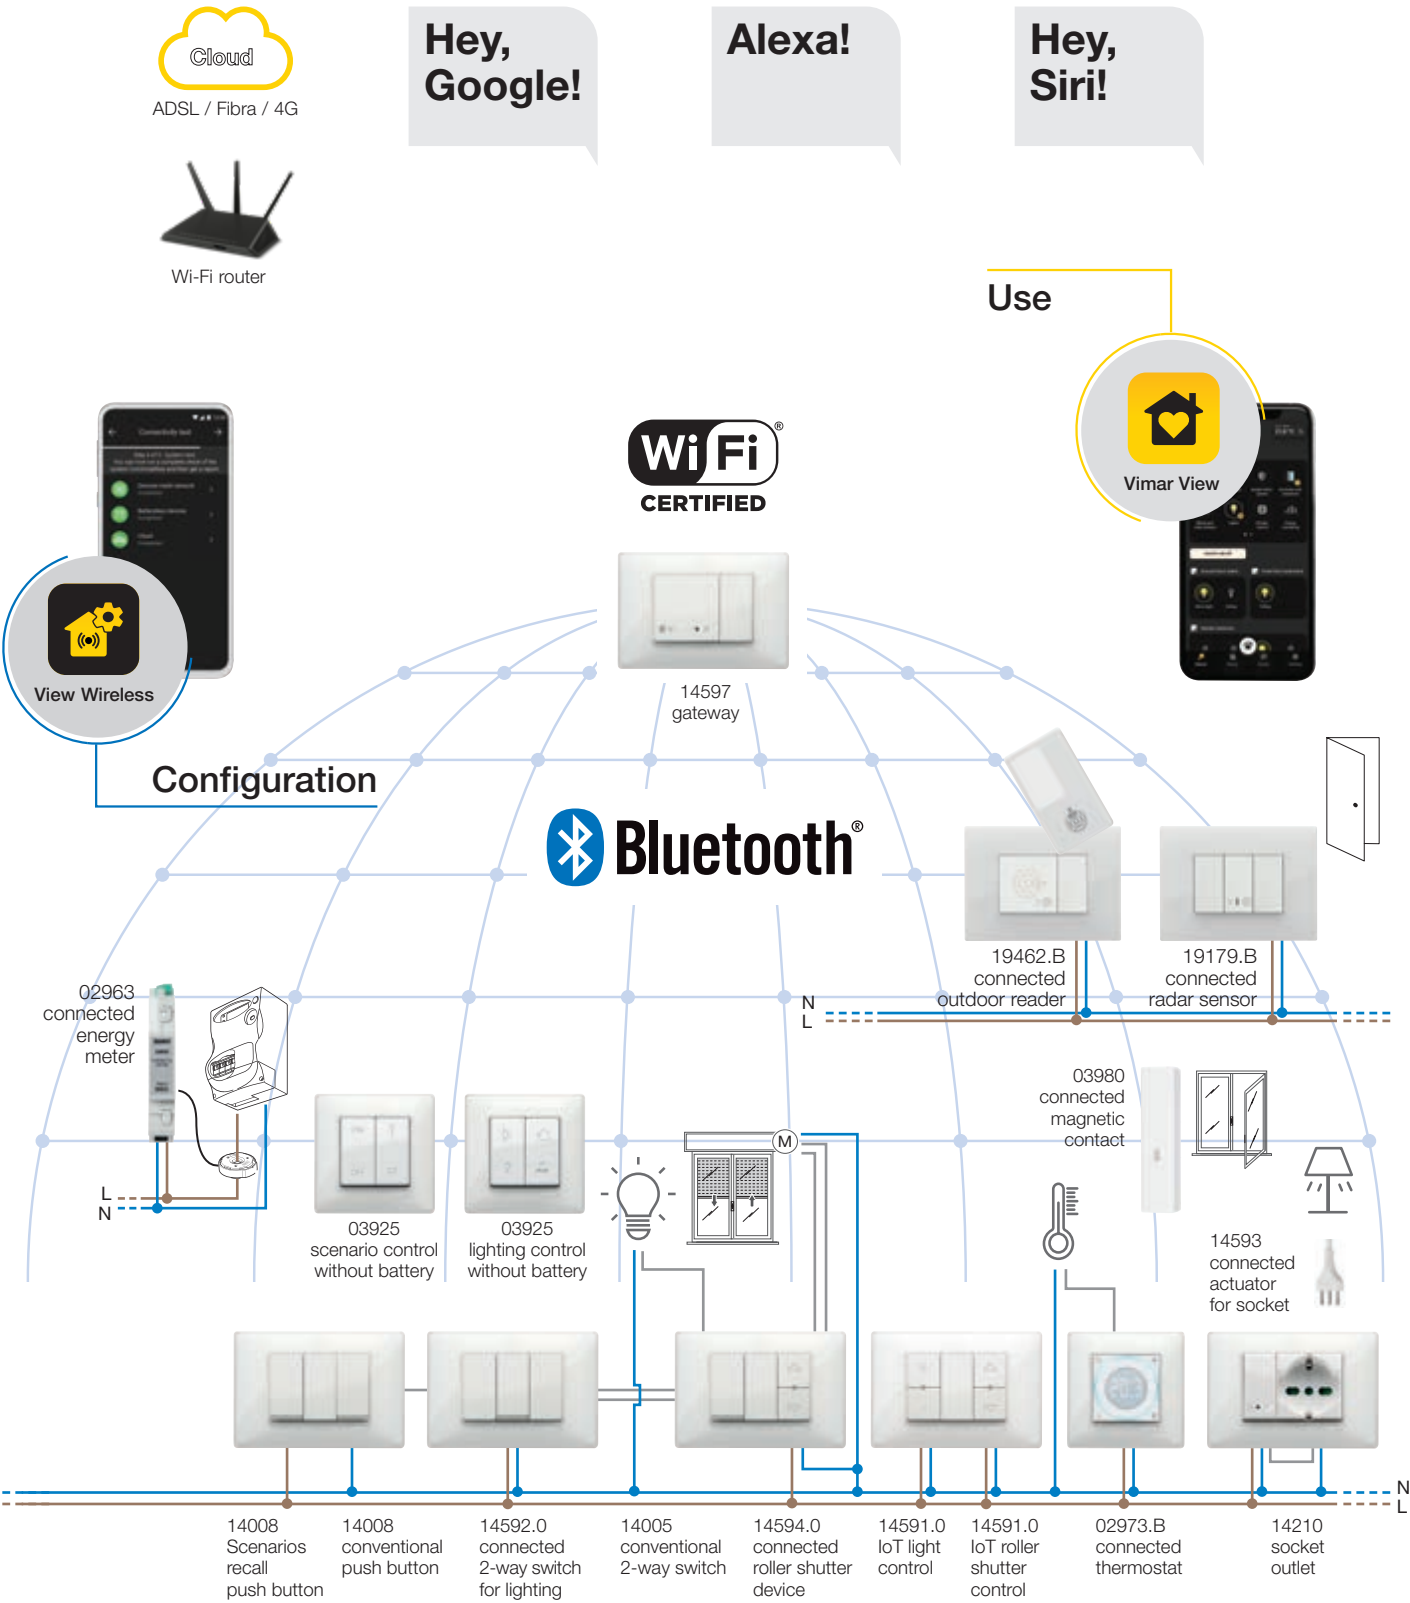 Cloud
ADSL / Fibra / 4G
Hey,
Google!
Alexa!
Hey,
Siri!
Wi-Fi router
Use
Vimar View
Connectivity test
View Wireless
Configuration
Wi Fi ®
CERTIFIED
14597
gateway
Bluetooth®
19462.B
connected
outdoor reader
19179.B
connected
radar sensor
N
L
02963
connected
energy
meter
L
N
03925
scenario control
without battery
03925
lighting control
without battery
M
03980
connected
magnetic
contact
14593
connected
actuator
for socket
N
L
14008
Scenarios
recall
push button
14008
conventional
push button
14592.0
connected
2-way switch
for lighting
14005
conventional
2-way switch
14594.0
connected
roller shutter
device
14591.0
IoT light
control
14591.0
IoT roller
shutter
control
02973.B
connected
thermostat
14210
socket
outlet